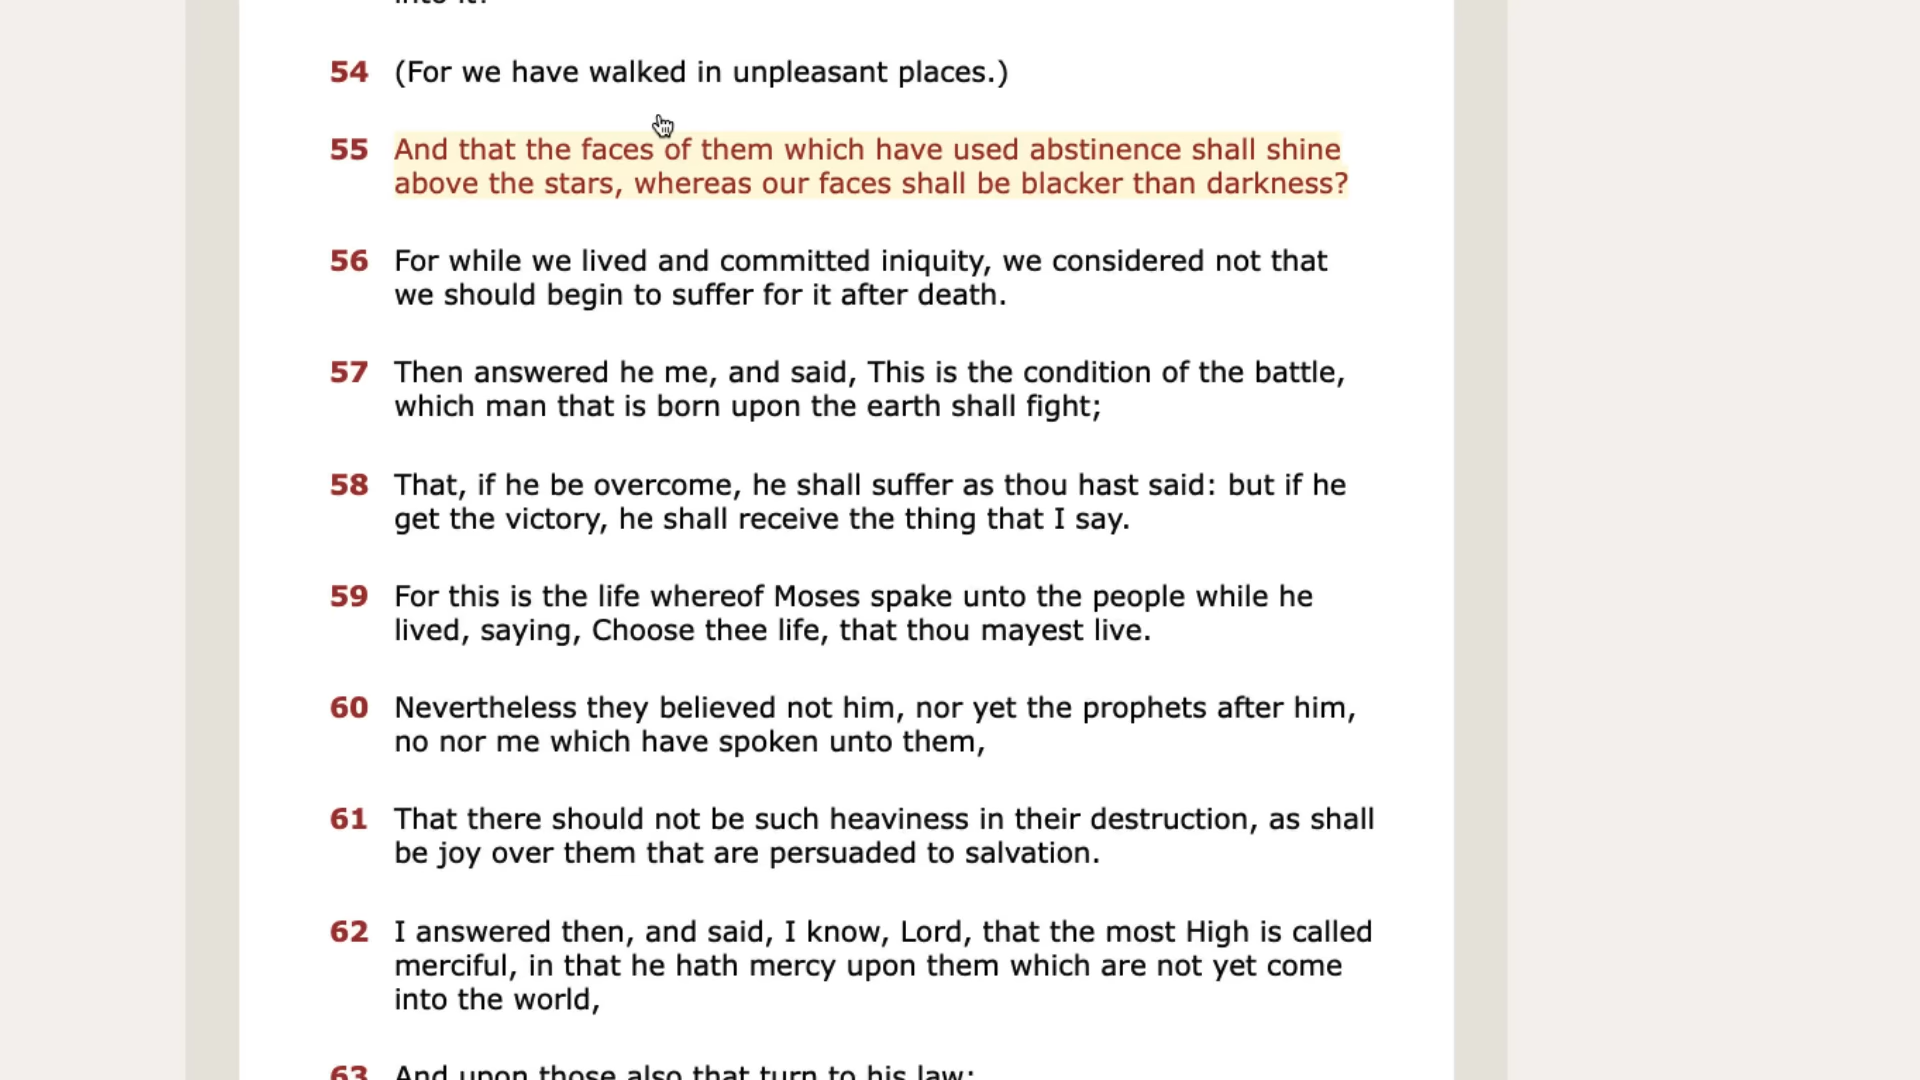 into it?
54 (For we have walked in unpleasant places.)
55 And that the faces of them which have used abstinence shall shine
above the stars, whereas our faces shall be blacker than darkness?
56 For while we lived and committed iniquity, we considered not that
we should begin to suffer for it after death.
57 Then answered he me, and said, This is the condition of the battle,
which man that is born upon the earth shall fight;
58 That, if he be overcome, he shall suffer as thou hast said: but if he
get the victory, he shall receive the thing that I say.
59 For this is the life whereof Moses spake unto the people while he
lived, saying, Choose thee life, that thou mayest live.
60 Nevertheless they believed not him, nor yet the prophets after him,
no nor me which have spoken unto them,
61 That there should not be such heaviness in their destruction, as shall
be joy over them that are persuaded to salvation.
62 I answered then, and said, I know, Lord, that the most High is called
merciful, in that he hath mercy upon them which are not yet come
into the world,
63 And upon those also that turn to his law;